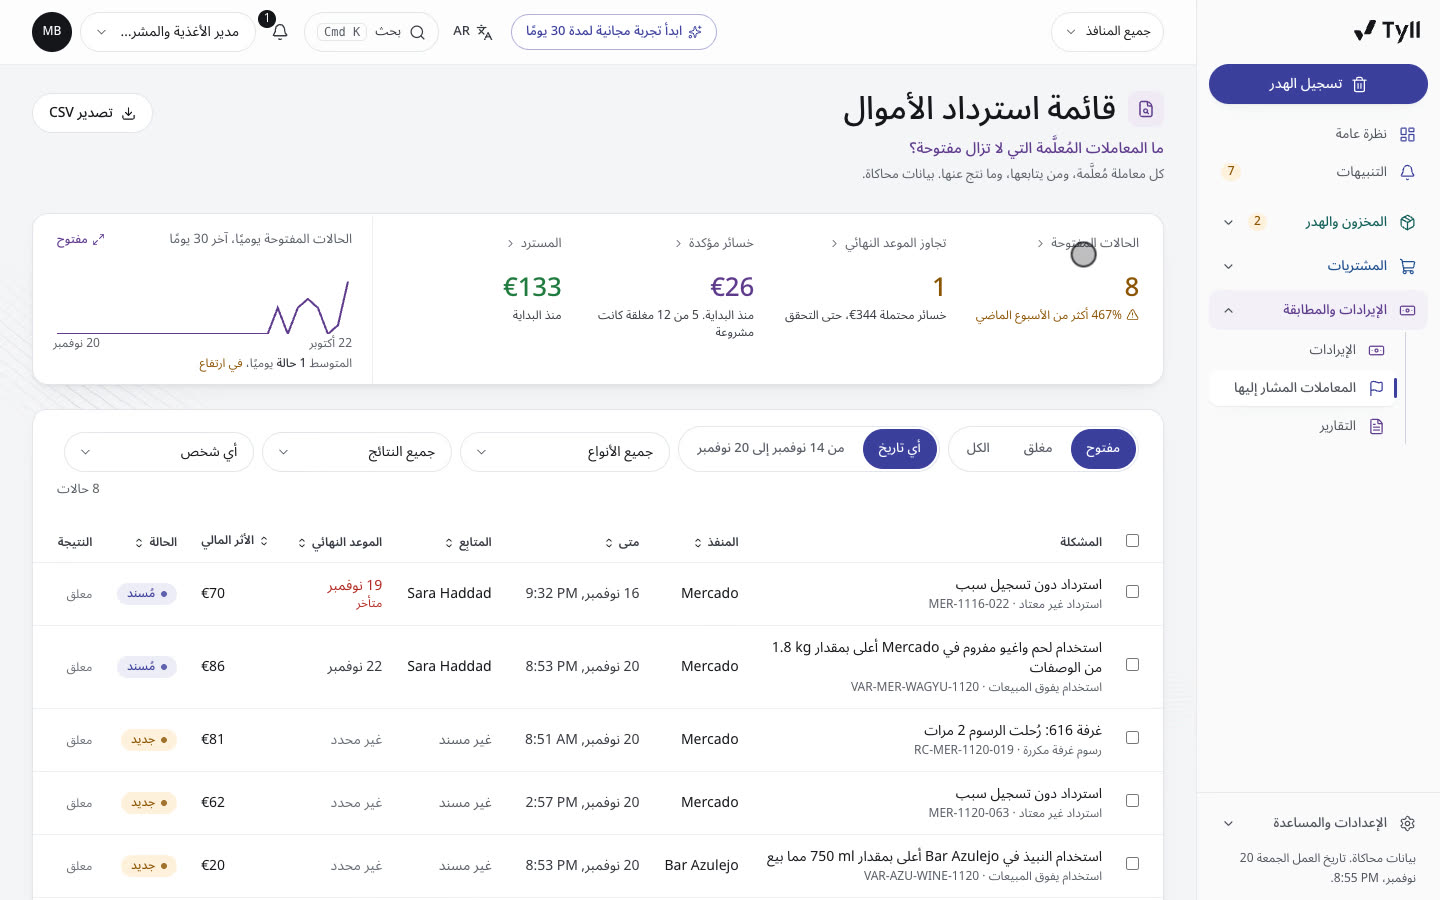 Tyll
تسجيل الهدر
نظرة عامة
التنبيهات
7
المخزون والهدر
2
المشتريات
الإيرادات والمطابقة
الإيرادات
المعاملات المشار إليها
التقارير
الإعدادات والمساعدة
بيانات محاكاة. تاريخ العمل الجمعة 20
نوفمبر، 8:55 PM.
جميع المنافذ
ابدأ تجربة مجانية لمدة 30 يومًا
AR
بحث
Cmd K
1
مدير الأغذية والمشر...
MB
قائمة استرداد الأموال
ما المعاملات المُعلَّمة التي لا تزال مفتوحة؟
كل معاملة مُعلَّمة، ومن يتابعها، وما نتج عنها. بيانات محاكاة.
تصدير CSV
الحالات المفتوحة
8
467% أكثر من الأسبوع الماضي
تجاوز الموعد النهائي
1
خسائر محتملة €344، حتى التحقق
خسائر مؤكدة
€26
منذ البداية. 5 من 12 مغلقة كانت
مشروعة
المسترد
€133
منذ البداية
الحالات المفتوحة يوميًا، آخر 30 يومًا
مفتوح
22 أكتوبر
20 نوفمبر
المتوسط 1 حالة يوميًا، في ارتفاع
مفتوح
مغلق
الكل
أي تاريخ
من 14 نوفمبر إلى 20 نوفمبر
جميع الأنواع
جميع النتائج
أي شخص
8 حالات
المشكلة
المنفذ
متى
المتابع
الموعد النهائي
الأثر المالي
الحالة
النتيجة
استرداد دون تسجيل سبب
استرداد غير معتاد · MER-1116-022
Mercado
16 نوفمبر, 9:32 PM
Sara Haddad
19 نوفمبر
متأخر
€70
مُسند
معلق
استخدام لحم واغيو مفروم في Mercado أعلى بمقدار 1.8 kg
من الوصفات
استخدام يفوق المبيعات · VAR-MER-WAGYU-1120
Mercado
20 نوفمبر, 8:53 PM
Sara Haddad
22 نوفمبر
€86
مُسند
معلق
غرفة 616: رُحلت الرسوم 2 مرات
رسوم غرفة مكررة · RC-MER-1120-019
Mercado
20 نوفمبر, 8:51 AM
غير مسند
غير محدد
€81
جديد
معلق
استرداد دون تسجيل سبب
استرداد غير معتاد · MER-1120-063
Mercado
20 نوفمبر, 2:57 PM
غير مسند
غير محدد
€62
جديد
معلق
استخدام النبيذ في Bar Azulejo أعلى بمقدار 750 ml مما بيع
استخدام يفوق المبيعات · VAR-AZU-WINE-1120
Bar Azulejo
20 نوفمبر, 8:53 PM
غير مسند
غير محدد
€20
جديد
معلق